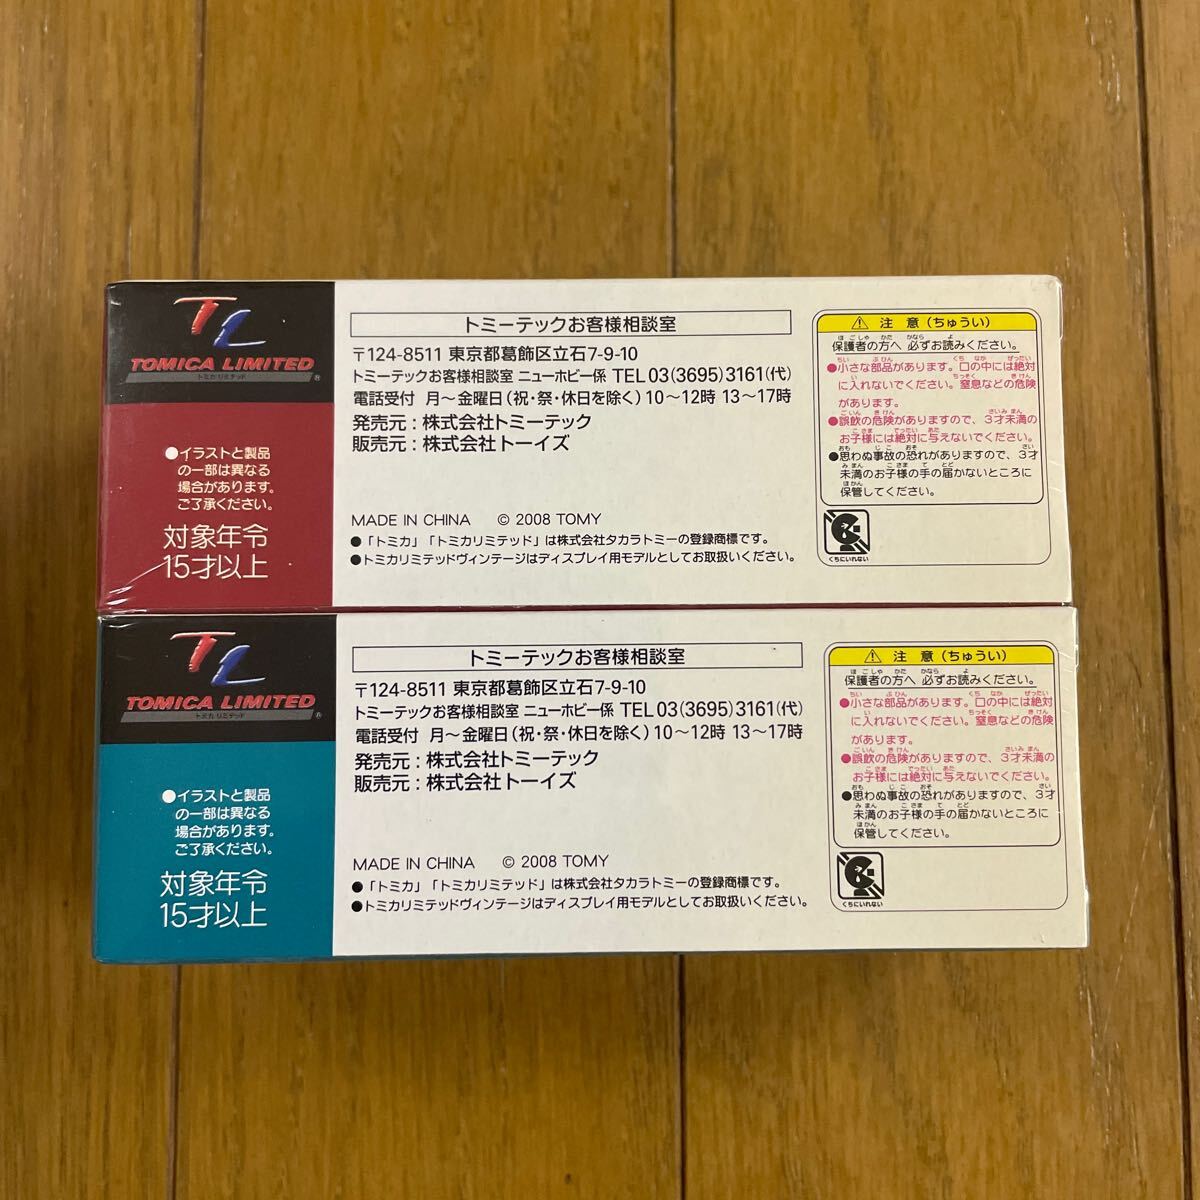 TL
TOMICA LIMITED
トミカ リミテッド ®
●イラストと製品
の一部は異なる
場合があります。
ご了承ください。
対象年令
15才以上
トミーテックお客様相談室
〒124-8511 東京都葛飾区立石7-9-10
トミーテックお客様相談室 ニューホビー係 TEL 03(3695)3161(代)
電話受付 月〜金曜日(祝・祭・休日を除く) 10〜12時 13〜17時
発売元：株式会社トミーテック
販売元：株式会社トーイズ
MADE IN CHINA © 2008 TOMY
●「トミカ」「トミカリミテッド」は株式会社タカラトミーの登録商標です。
●トミカリミテッドヴィンテージはディスプレイ用モデルとしてお取扱いください。
⚠ 注 意 (ちゅうい)
保護者の方へ 必ずお読みください。
●小さな部品があります。口の中には絶対
に入れないでください。窒息などの危険
があります。
●誤飲の危険がありますので、3才未満の
お子様には絶対に与えないでください。
●思わぬ事故の恐れがありますので、3才
未満のお子様の手の届かないところに
保管してください。
くちにいれない
TL
TOMICA LIMITED
トミカ リミテッド ®
●イラストと製品
の一部は異なる
場合があります。
ご了承ください。
対象年令
15才以上
トミーテックお客様相談室
〒124-8511 東京都葛飾区立石7-9-10
トミーテックお客様相談室 ニューホビー係 TEL 03(3695)3161(代)
電話受付 月〜金曜日(祝・祭・休日を除く) 10〜12時 13〜17時
発売元：株式会社トミーテック
販売元：株式会社トーイズ
MADE IN CHINA © 2008 TOMY
●「トミカ」「トミカリミテッド」は株式会社タカラトミーの登録商標です。
●トミカリミテッドヴィンテージはディスプレイ用モデルとしてお取扱いください。
⚠ 注 意 (ちゅうい)
保護者の方へ 必ずお読みください。
●小さな部品があります。口の中には絶対
に入れないでください。窒息などの危険
があります。
●誤飲の危険がありますので、3才未満の
お子様には絶対に与えないでください。
●思わぬ事故の恐れがありますので、3才
未満のお子様の手の届かないところに
保管してください。
くちにいれない